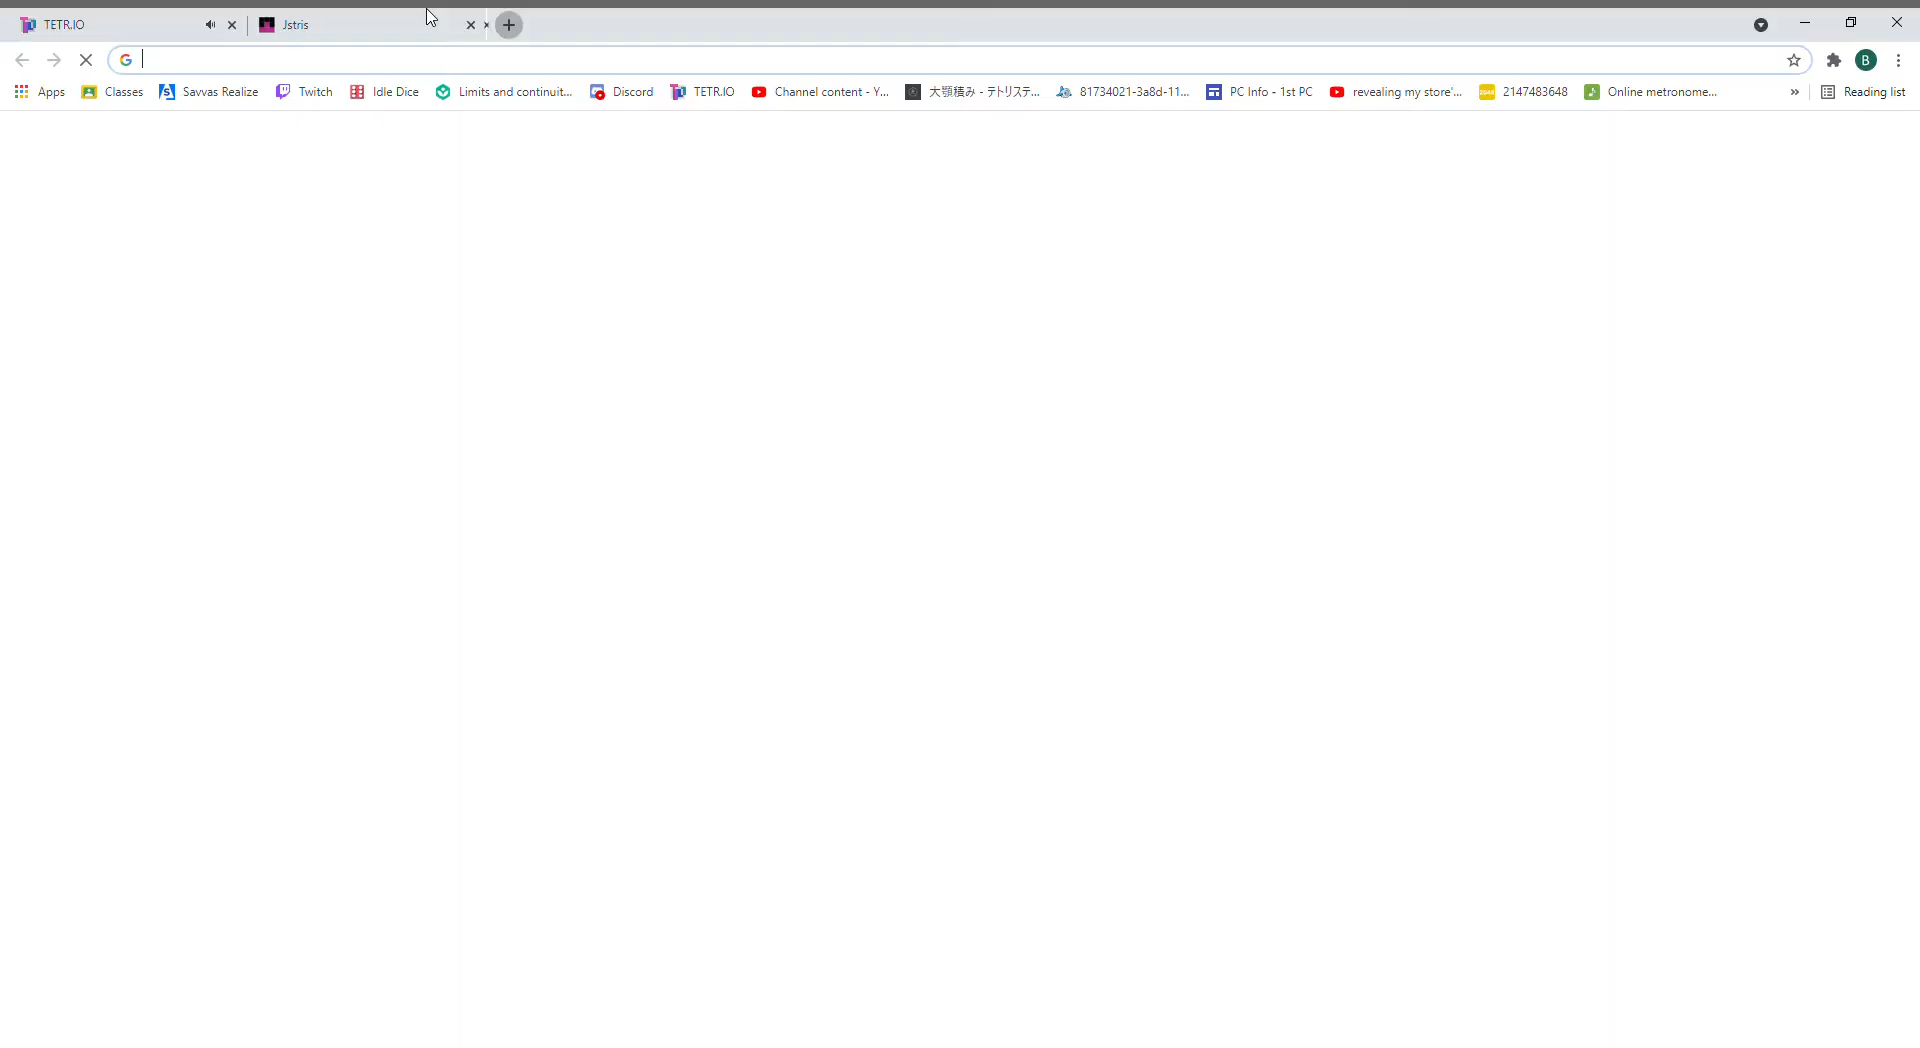 TETR.IO Jstris
Apps Classes Savvas Realize Twitch Idle Dice Limits and continuit... Discord TETR.IO Channel content - Y... 大顎積み - テトリステ... 81734021-3a8d-11... PC Info - 1st PC revealing my store'... 2147483648 Online metronome... » Reading list
B